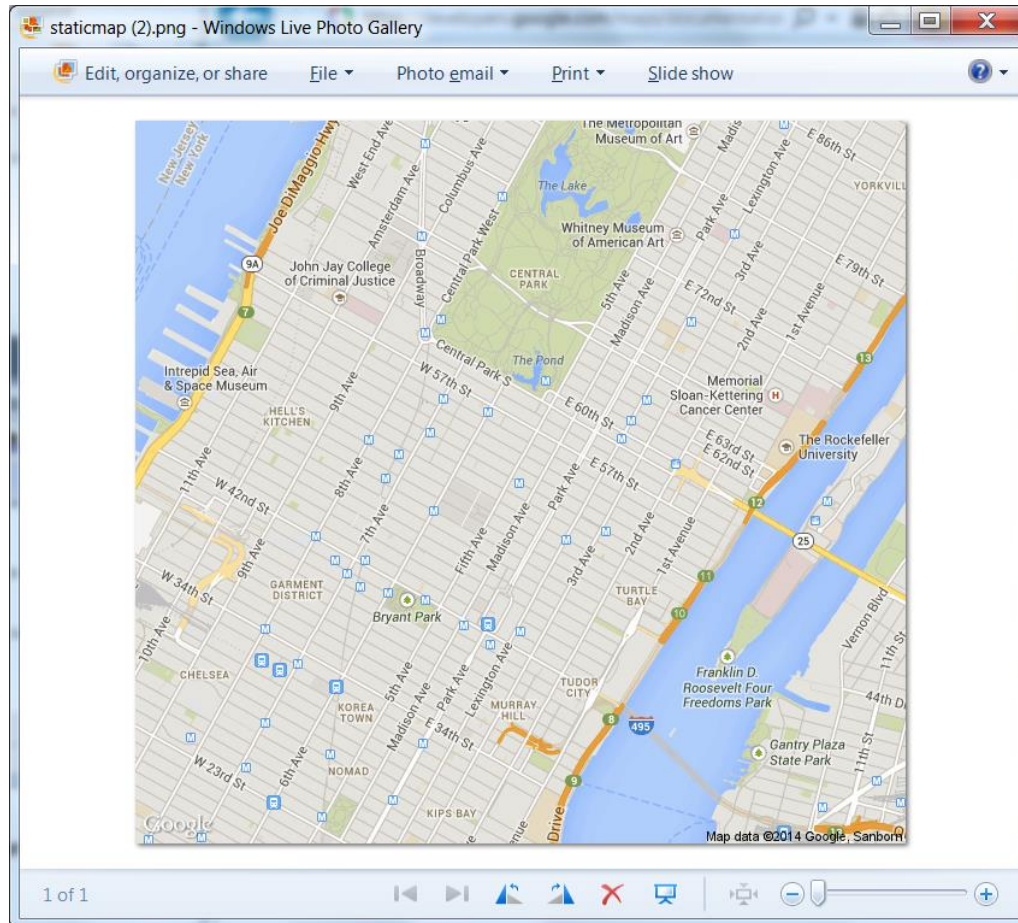 staticmap (2).png - Windows Live Photo Gallery
Edit, organize, or share File Photo email Print Slide show
New Jersey
New York
Joe DiMaggio Hwy
West End Ave
Amsterdam Ave
Columbus Ave
Central Park West
Broadway
The Metropolitan
Museum of Art
Madis
Lexington Ave
E 86th St
YORKVILL
The Lake
Whitney Museum
of American Art
Park Ave
3rd Ave
E 79th St
9A
John Jay College
of Criminal Justice
CENTRAL
PARK
5th Ave
Madison Ave
E 72nd St
2nd Ave
1st Avenue
7
13
Central Park S
The Pond
Intrepid Sea, Air
& Space Museum
9th Ave
W 57th St
Memorial
Sloan-Kettering
Cancer Center
H
HELL'S
KITCHEN
E 60th St
E 63rd St
E 62nd St
The Rockefeller
University
11th Ave
8th Ave
E 57th St
W 42nd St
7th Ave
Park Ave
12
25
Fifth Ave
Madison Ave
2nd Ave
1st Avenue
9th Ave
3rd Ave
W 34th St
GARMENT
DISTRICT
Bryant Park
TURTLE
BAY
11
10
Vernon Blvd
11th St
10th Ave
CHELSEA
5th Ave
Madison Ave
Park Ave
Lexington Ave
Franklin D.
Roosevelt Four
Freedoms Park
TUDOR
CITY
44th Dr
KOREA
TOWN
MURRAY
HILL
E 34th St
8
495
11th St
Gantry Plaza
State Park
W 23rd St
6th Ave
NOMAD
9
KIPS BAY
Drive
Google
Map data ©2014 Google, Sanborn
1 of 1